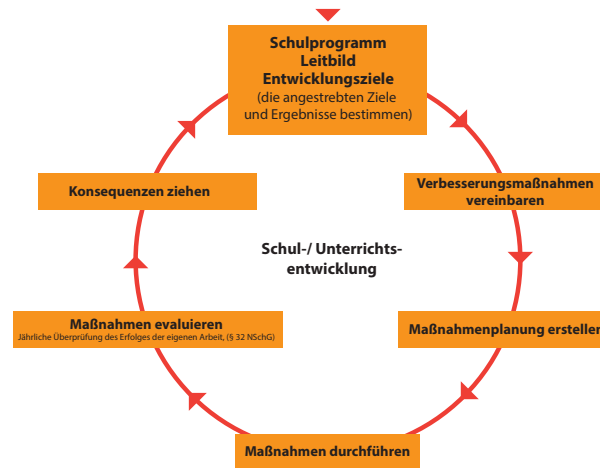 Schulprogramm
Leitbild
Entwicklungsziele
(die angestrebten Ziele
und Ergebnisse bestimmen)
Verbesserungsmaßnahmen
vereinbaren
Maßnahmenplanung erstellen
Maßnahmen durchführen
Maßnahmen evaluieren
Jährliche Überprüfung des Erfolges der eigenen Arbeit, (§ 32 NSchG)
Konsequenzen ziehen
Schul-/ Unterrichts-
entwicklung